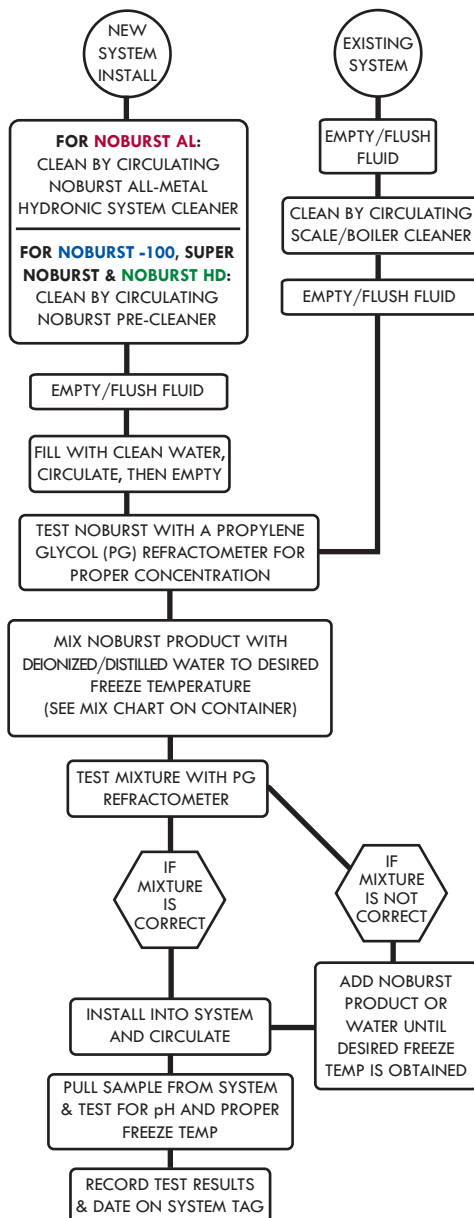 NEW
SYSTEM
INSTALL
FOR NOBURST AL:
CLEAN BY CIRCULATING
NOBURST ALL-METAL
HYDRONIC SYSTEM CLEANER
FOR NOBURST -100, SUPER
NOBURST & NOBURST HD:
CLEAN BY CIRCULATING
NOBURST PRE-CLEANER
EMPTY/FLUSH FLUID
FILL WITH CLEAN WATER,
CIRCULATE, THEN EMPTY
EXISTING
SYSTEM
EMPTY/FLUSH
FLUID
CLEAN BY CIRCULATING
SCALE/BOILER CLEANER
EMPTY/FLUSH FLUID
TEST NOBURST WITH A PROPYLENE
GLYCOL (PG) REFRACTOMETER FOR
PROPER CONCENTRATION
MIX NOBURST PRODUCT WITH
DEIONIZED/DISTILLED WATER TO DESIRED
FREEZE TEMPERATURE
(SEE MIX CHART ON CONTAINER)
TEST MIXTURE WITH PG
REFRACTOMETER
IF
MIXTURE
IS
CORRECT
IF
MIXTURE
IS NOT
CORRECT
ADD NOBURST
PRODUCT OR
WATER UNTIL
DESIRED FREEZE
TEMP IS OBTAINED
INSTALL INTO SYSTEM
AND CIRCULATE
PULL SAMPLE FROM SYSTEM
& TEST FOR pH AND PROPER
FREEZE TEMP
RECORD TEST RESULTS
& DATE ON SYSTEM TAG